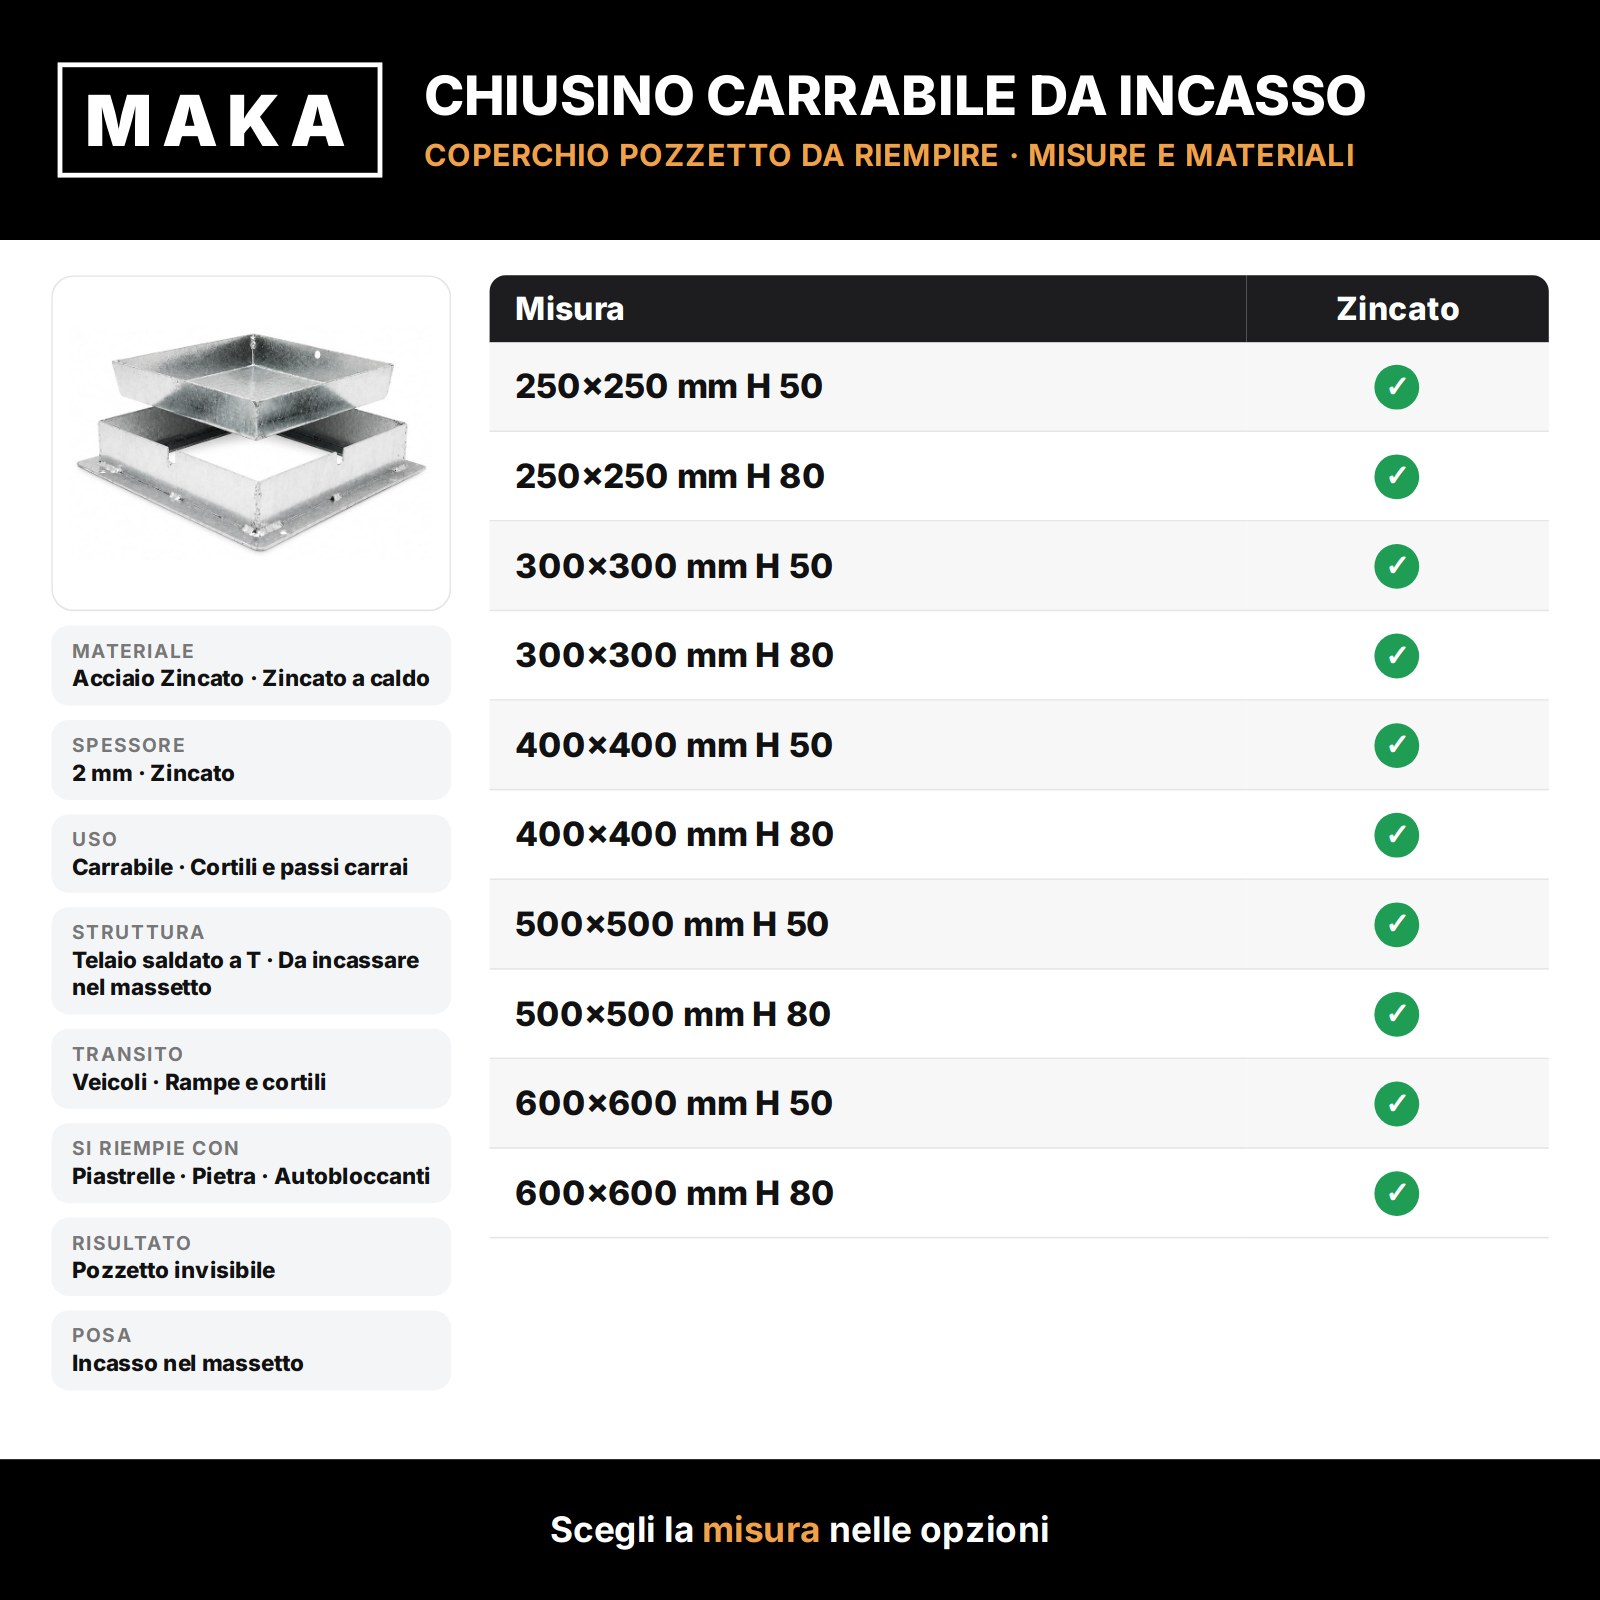 MAKA
CHIUSINO CARRABILE DA INCASSO
COPERCHIO POZZETTO DA RIEMPIRE · MISURE E MATERIALI
MATERIALE
Acciaio Zincato · Zincato a caldo
SPESSORE
2 mm · Zincato
USO
Carrabile · Cortili e passi carrai
STRUTTURA
Telaio saldato a T · Da incassare
nel massetto
TRANSITO
Veicoli · Rampe e cortili
SI RIEMPIE CON
Piastrelle · Pietra · Autobloccanti
RISULTATO
Pozzetto invisibile
POSA
Incasso nel massetto
Misura Zincato
250×250 mm H 50 ✓
250×250 mm H 80 ✓
300×300 mm H 50 ✓
300×300 mm H 80 ✓
400×400 mm H 50 ✓
400×400 mm H 80 ✓
500×500 mm H 50 ✓
500×500 mm H 80 ✓
600×600 mm H 50 ✓
600×600 mm H 80 ✓
Scegli la misura nelle opzioni